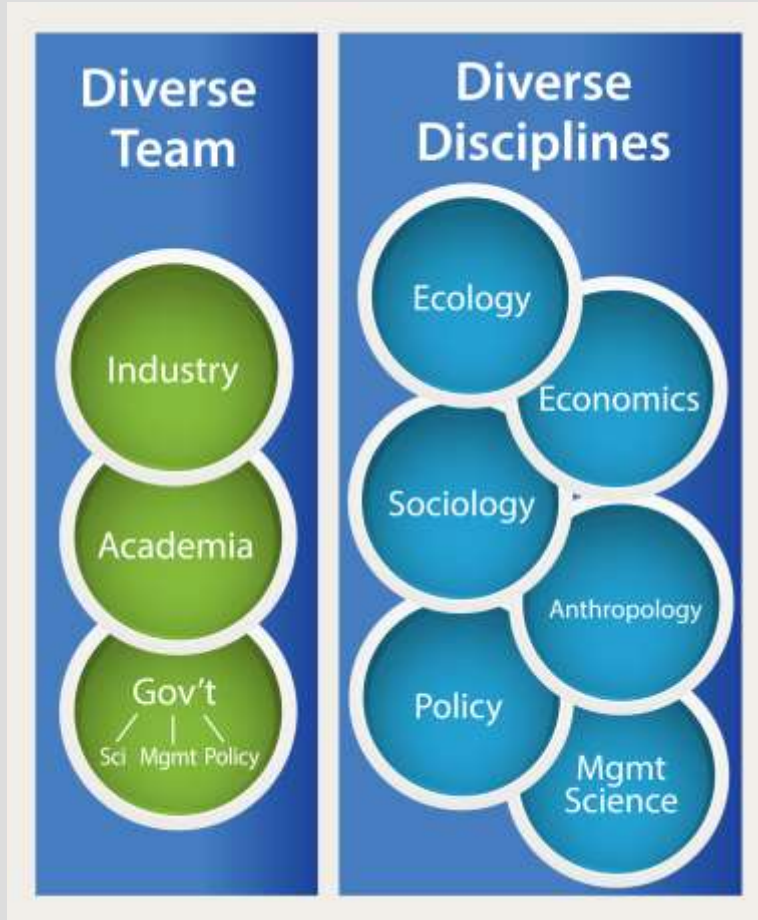 Diverse
Team
Industry
Academia
Gov't
Sci Mgmt Policy
Diverse
Disciplines
Ecology
Economics
Sociology
Anthropology
Policy
Mgmt
Science